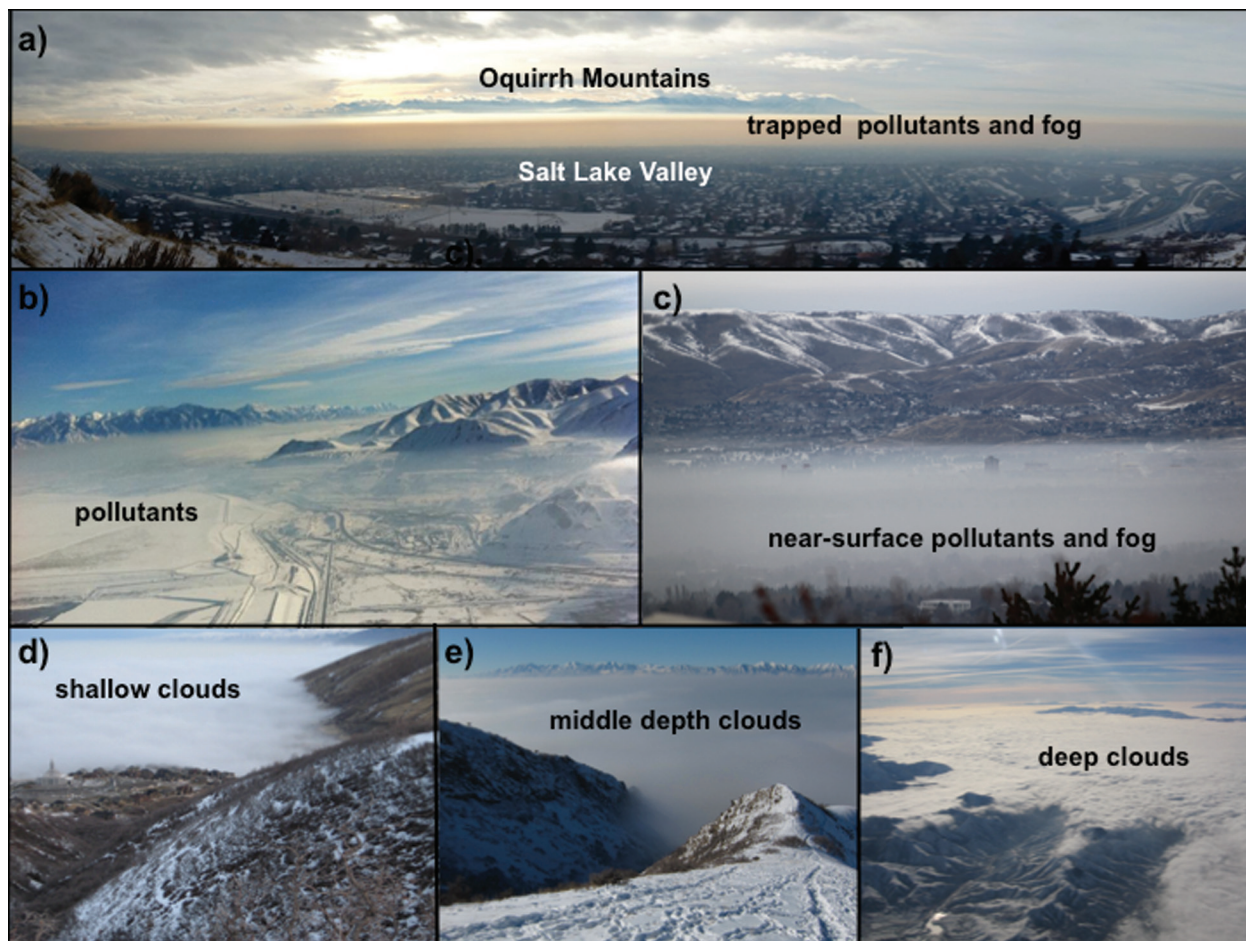 a)
Oquirrh Mountains
trapped pollutants and fog
Salt Lake Valley
c).
b)
c)
pollutants
near-surface pollutants and fog
d)
e)
f)
shallow clouds
middle depth clouds
deep clouds